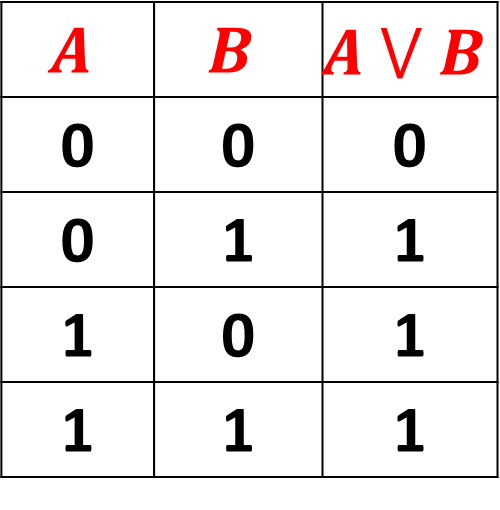 A B A ∨ B
0 0 0
0 1 1
1 0 1
1 1 1